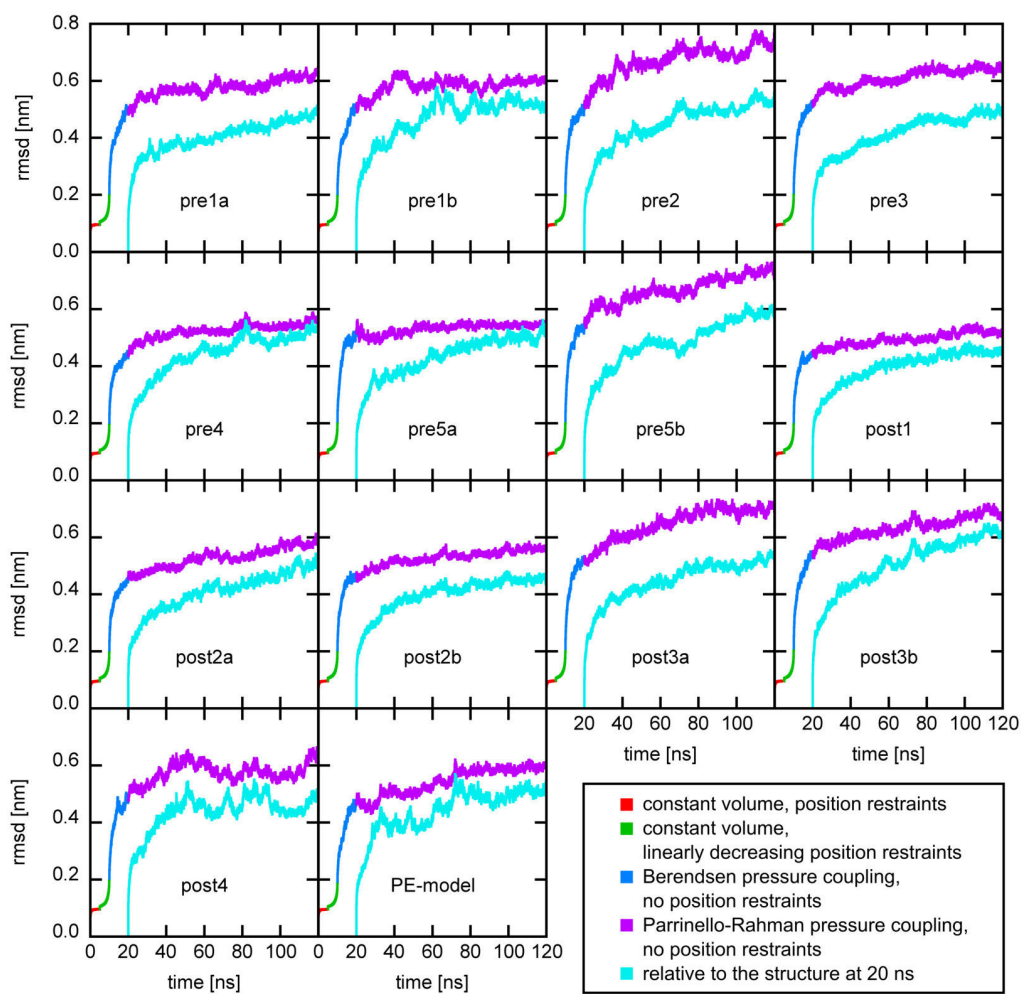 0.8
rmsd [nm] 0.6
0.4
0.2
0.0
pre1a pre1b pre2 pre3
rmsd [nm] 0.6
0.4
0.2
0.0
pre4 pre5a pre5b post1
rmsd [nm] 0.6
0.4
0.2
0.0
post2a post2b post3a post3b
20 40 60 80 100 20 40 60 80 100 120
time [ns] time [ns]
rmsd [nm] 0.6
0.4
0.2
0.0
post4 PE-model
0 20 40 60 80 100 0 20 40 60 80 100 120
time [ns] time [ns]
constant volume, position restraints
constant volume,
linearly decreasing position restraints
Berendsen pressure coupling,
no position restraints
Parrinello-Rahman pressure coupling,
no position restraints
relative to the structure at 20 ns